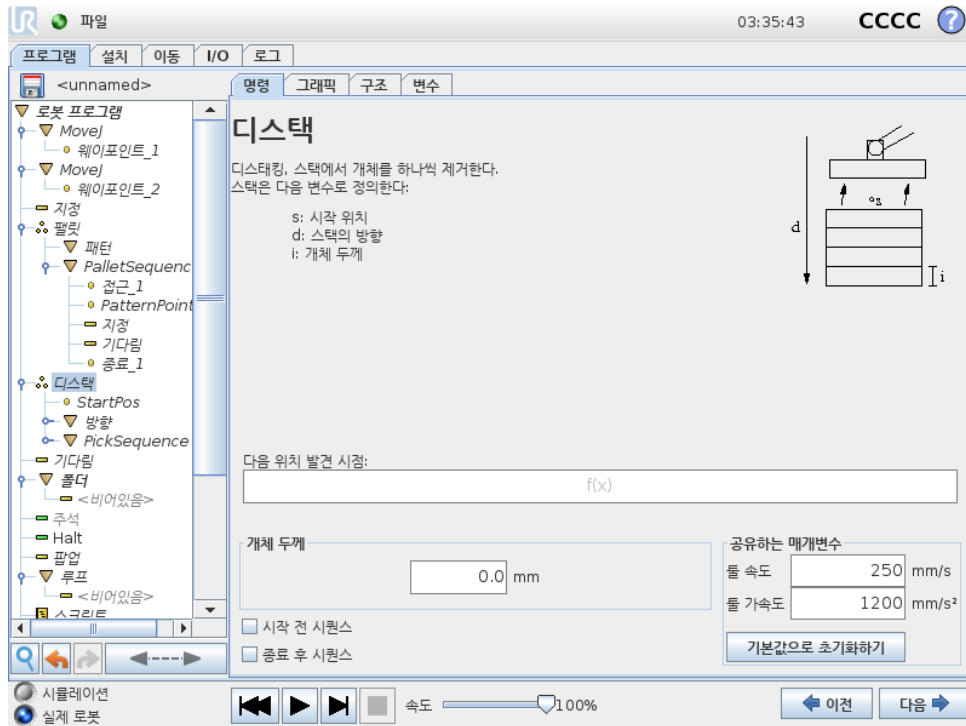 UR 파일 03:35:43 CCCC ?
프로그램 설치 이동 I/O 로그
<unnamed>
명령 그래픽 구조 변수
로봇 프로그램
MoveJ
웨이포인트_1
MoveJ
웨이포인트_2
지정
팔릿
패턴
PalletSequenc
접근_1
PatternPoint
지정
기다림
종료_1
디스택
StartPos
방향
PickSequence
기다림
폴더
<비어있음>
주석
Halt
팝업
루프
<비어있음>
스크립트
디스택
디스태킹, 스택에서 개체를 하나씩 제거한다.
스택은 다음 변수로 정의한다:
s: 시작 위치
d: 스택의 방향
i: 개체 두께
s
d
i
다음 위치 발견 시점:
f(x)
개체 두께
0.0 mm
시작 전 시퀀스
종료 후 시퀀스
공유하는 매개변수
툴 속도 250 mm/s
툴 가속도 1200 mm/s²
기본값으로 초기화하기
시뮬레이션
실제 로봇
속도 100%
이전 다음